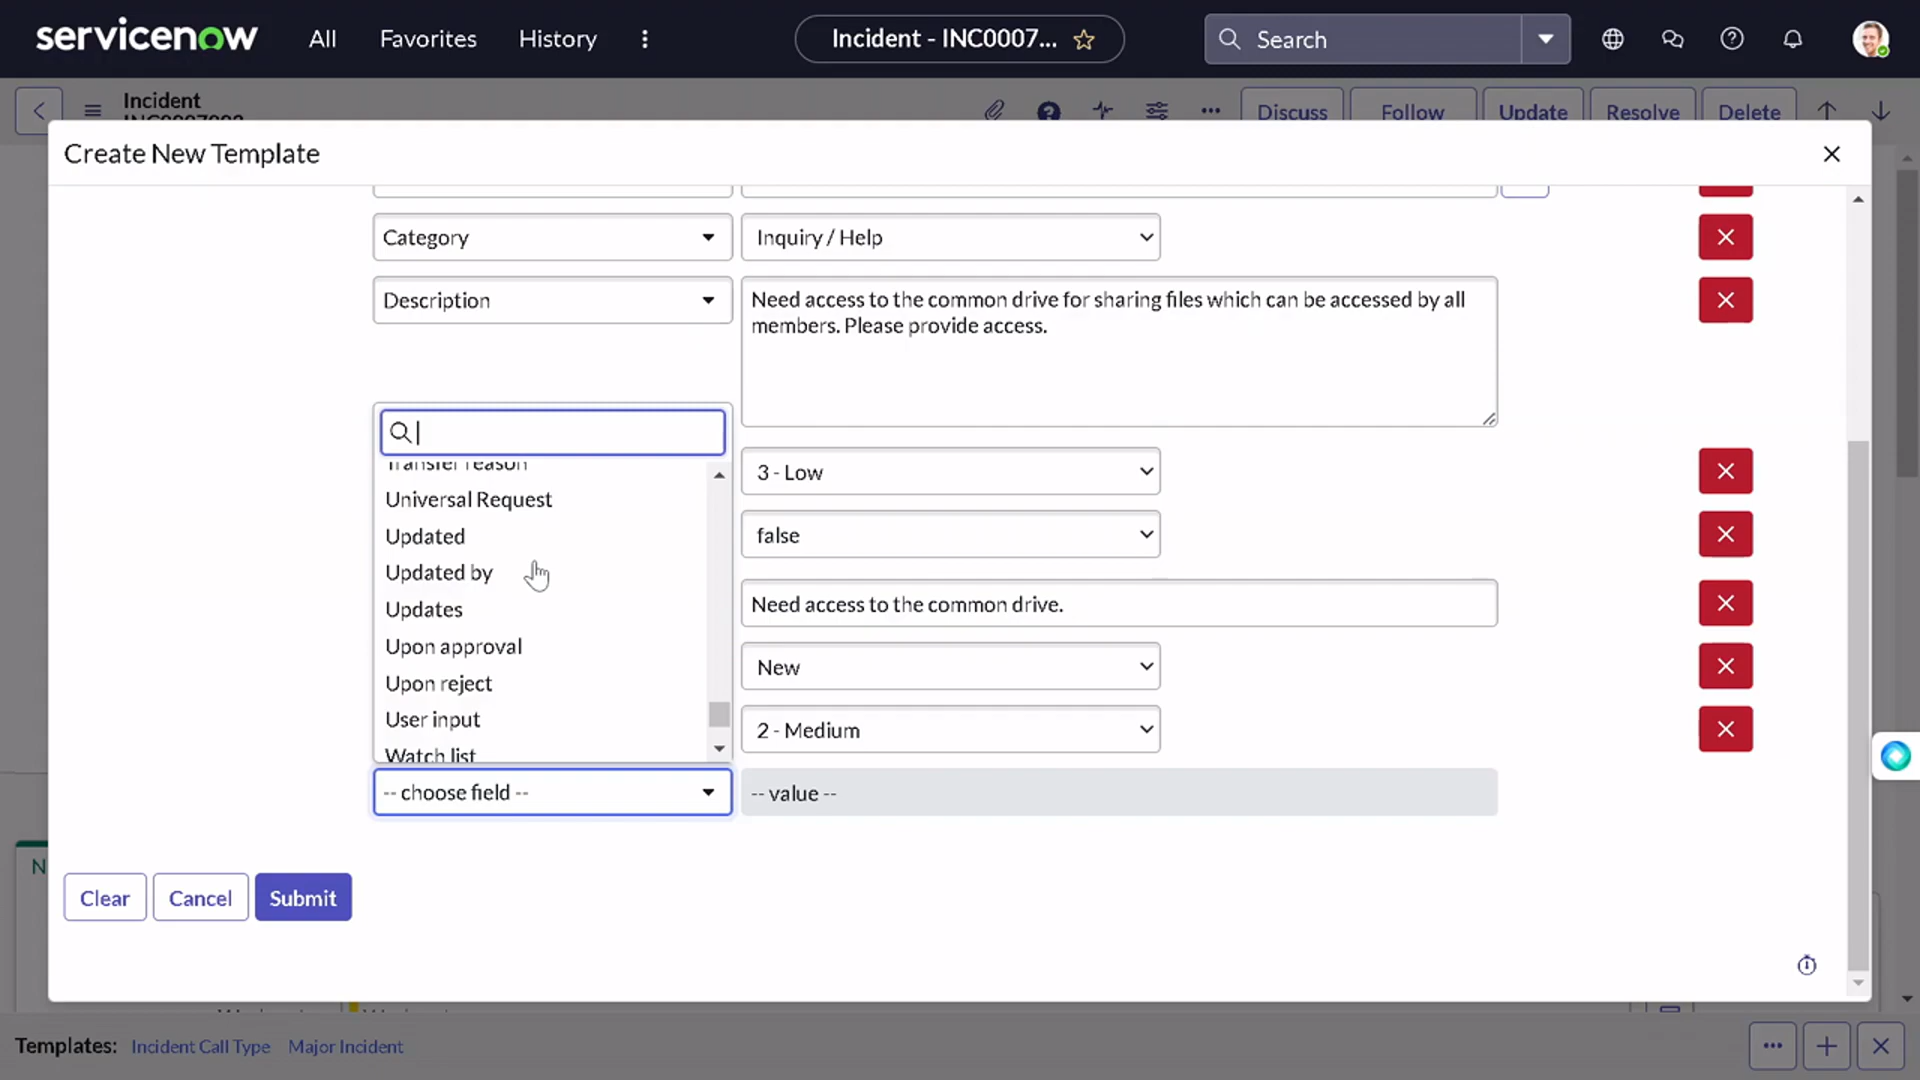 servicenow
All
Favorites
History
Incident - INC0007...
Search
Incident
INC0007002
Discuss
Follow
Update
Resolve
Delete
Create New Template
Category
Inquiry / Help
Description
Need access to the common drive for sharing files which can be accessed by all
members. Please provide access.
Transfer reason
Universal Request
Updated
Updated by
Updates
Upon approval
Upon reject
User input
Watch list
3 - Low
false
Need access to the common drive.
New
2 - Medium
-- choose field --
-- value --
N
Clear
Cancel
Submit
Templates:
Incident Call Type
Major Incident